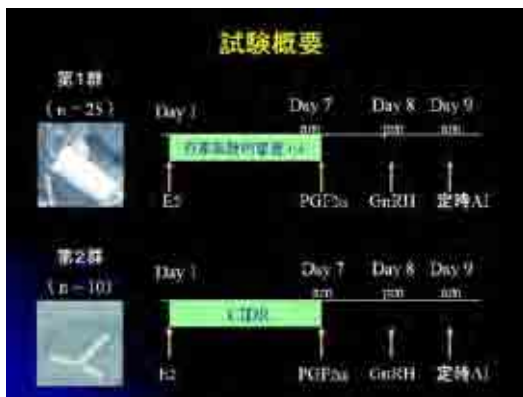 試験概要
第1群
(n=25)
Day 1 Day 7 Day 8 Day 9
am pm am
E2 PGF2α GnRH 定時AI
第2群
(n=10)
Day 1 Day 7 Day 8 Day 9
am pm am
CIDR
E2 PGF2α GnRH 定時AI